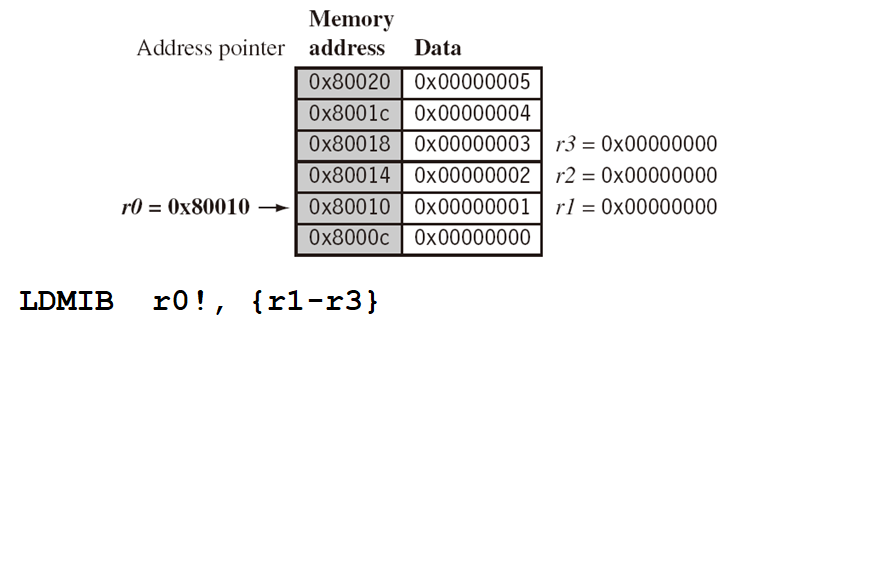 Memory
Address pointer address Data
0x80020 0x00000005
0x8001c 0x00000004
0x80018 0x00000003 r3 = 0x00000000
0x80014 0x00000002 r2 = 0x00000000
r0 = 0x80010 → 0x80010 0x00000001 r1 = 0x00000000
0x8000c 0x00000000
LDMIB r0!, {r1-r3}